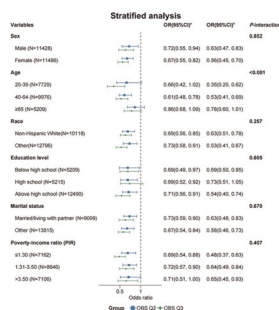 Stratified analysis
Variables OR(95%CI)ᵃ OR(95%CI)ᵇ P-interaction
Sex 0.852
Male (N=11428) 0.72(0.55, 0.94) 0.63(0.47, 0.83)
Female (N=11486) 0.67(0.55, 0.82) 0.56(0.45, 0.70)
Age <0.001
20-39 (N=7729) 0.66(0.42, 1.02) 0.35(0.20, 0.62)
40-64 (N=9976) 0.61(0.48, 0.78) 0.53(0.41, 0.69)
≥65 (N=5209) 0.86(0.68, 1.09) 0.78(0.60, 1.01)
Race 0.257
Non-Hispanic White(N=10118) 0.66(0.50, 0.85) 0.63(0.51, 0.78)
Other(N=12796) 0.73(0.58, 0.91) 0.53(0.41, 0.67)
Education level 0.605
Below high school (N=5209) 0.69(0.49, 0.97) 0.69(0.50, 0.95)
High school (N=5215) 0.69(0.52, 0.92) 0.73(0.51, 1.05)
Above high school (N=12490) 0.71(0.55, 0.91) 0.54(0.40, 0.74)
Marital status 0.670
Married/living with partner (N=9099) 0.73(0.59, 0.90) 0.63(0.48, 0.83)
Other (N=13815) 0.67(0.54, 0.84) 0.58(0.46, 0.73)
Poverty-income ratio (PIR) 0.407
≤1.30 (N=7162) 0.69(0.54, 0.88) 0.48(0.37, 0.63)
1.31-3.50 (N=8646) 0.72(0.57, 0.90) 0.64(0.49, 0.84)
>3.50 (N=7106) 0.71(0.51, 1.00) 0.65(0.45, 0.93)
0.5 1
Odds ratio
Group OBS Q2 OBS Q3